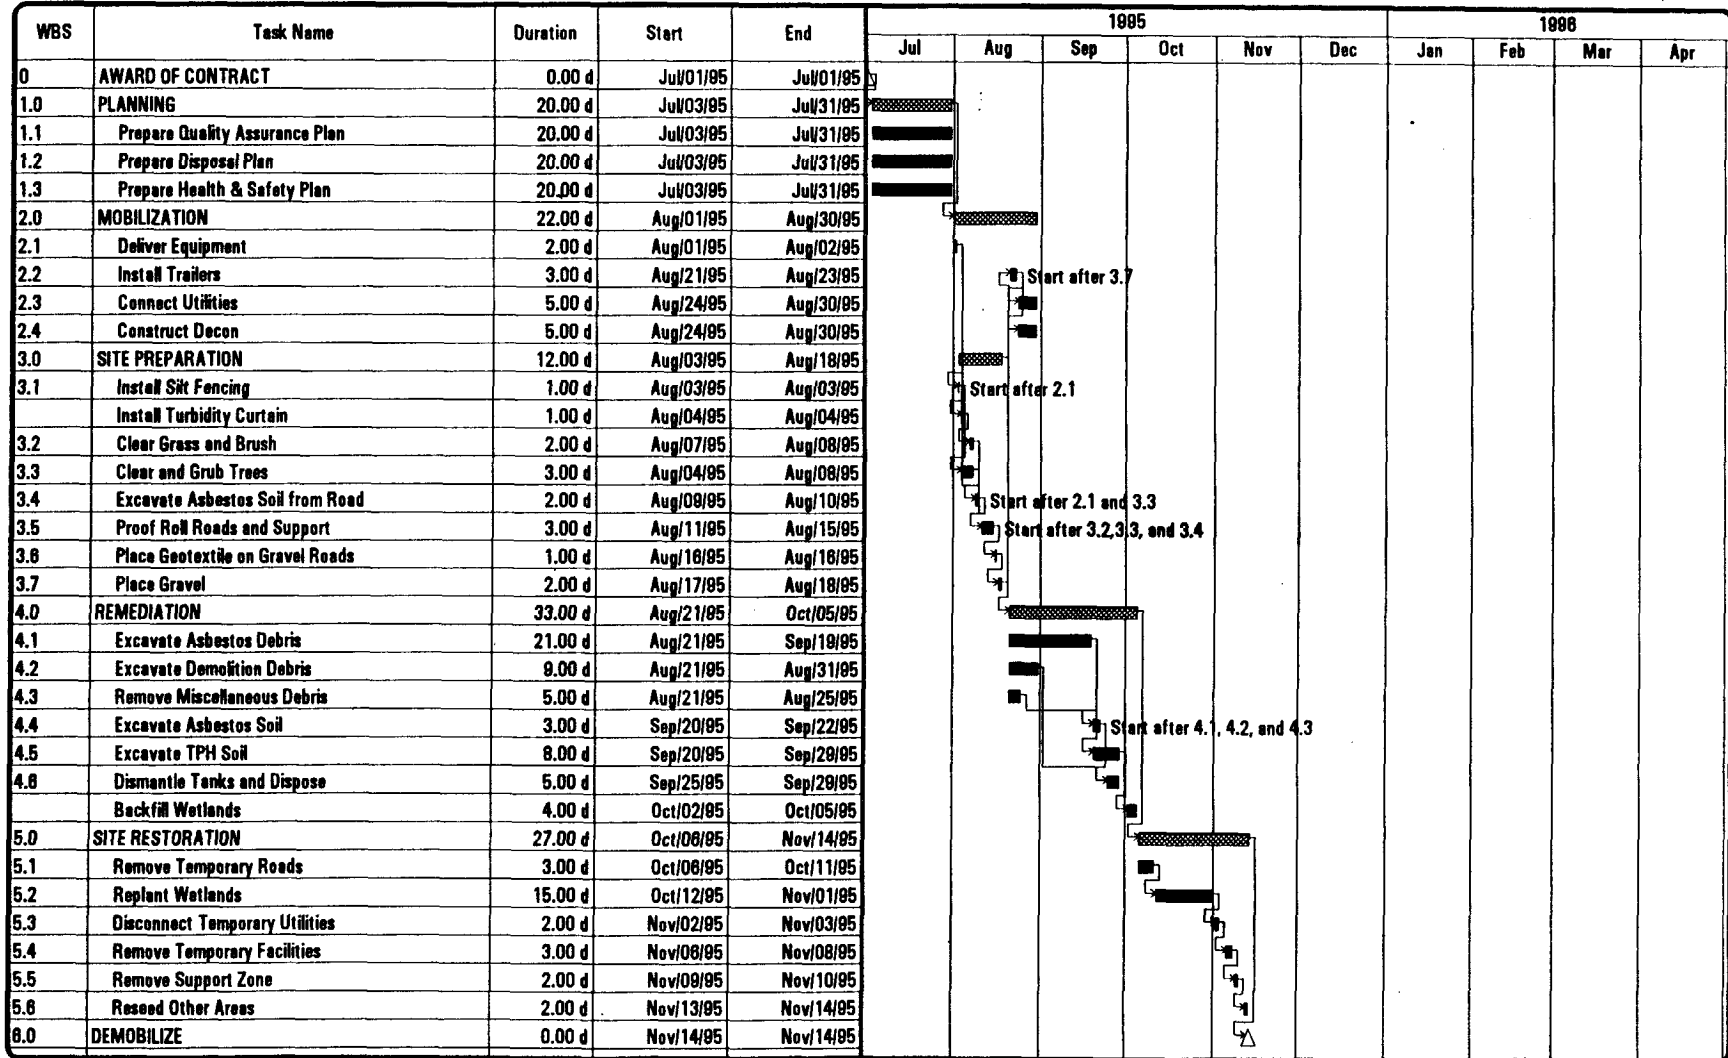 WBS Task Name Duration Start End 1995 1996
Jul Aug Sep Oct Nov Dec Jan Feb Mar Apr
0 AWARD OF CONTRACT 0.00 d Jul/01/95 Jul/01/95
1.0 PLANNING 20.00 d Jul/03/95 Jul/31/95
1.1 Prepare Quality Assurance Plan 20.00 d Jul/03/95 Jul/31/95
1.2 Prepare Disposal Plan 20.00 d Jul/03/95 Jul/31/95
1.3 Prepare Health & Safety Plan 20.00 d Jul/03/95 Jul/31/95
2.0 MOBILIZATION 22.00 d Aug/01/95 Aug/30/95
2.1 Deliver Equipment 2.00 d Aug/01/95 Aug/02/95
2.2 Install Trailers 3.00 d Aug/21/95 Aug/23/95 Start after 3.7
2.3 Connect Utilities 5.00 d Aug/24/95 Aug/30/95
2.4 Construct Decon 5.00 d Aug/24/95 Aug/30/95
3.0 SITE PREPARATION 12.00 d Aug/03/95 Aug/18/95
3.1 Install Silt Fencing 1.00 d Aug/03/95 Aug/03/95 Start after 2.1
Install Turbidity Curtain 1.00 d Aug/04/95 Aug/04/95
3.2 Clear Grass and Brush 2.00 d Aug/07/95 Aug/08/95
3.3 Clear and Grub Trees 3.00 d Aug/04/95 Aug/08/95
3.4 Excavate Asbestos Soil from Road 2.00 d Aug/09/95 Aug/10/95 Start after 2.1 and 3.3
3.5 Proof Roll Roads and Support 3.00 d Aug/11/95 Aug/15/95 Start after 3.2,3.3, and 3.4
3.6 Place Geotextile on Gravel Roads 1.00 d Aug/16/95 Aug/16/95
3.7 Place Gravel 2.00 d Aug/17/95 Aug/18/95
4.0 REMEDIATION 33.00 d Aug/21/95 Oct/05/95
4.1 Excavate Asbestos Debris 21.00 d Aug/21/95 Sep/19/95
4.2 Excavate Demolition Debris 9.00 d Aug/21/95 Aug/31/95
4.3 Remove Miscellaneous Debris 5.00 d Aug/21/95 Aug/25/95
4.4 Excavate Asbestos Soil 3.00 d Sep/20/95 Sep/22/95 Start after 4.1, 4.2, and 4.3
4.5 Excavate TPH Soil 8.00 d Sep/20/95 Sep/29/95
4.6 Dismantle Tanks and Dispose 5.00 d Sep/25/95 Sep/29/95
Backfill Wetlands 4.00 d Oct/02/95 Oct/05/95
5.0 SITE RESTORATION 27.00 d Oct/06/95 Nov/14/95
5.1 Remove Temporary Roads 3.00 d Oct/06/95 Oct/11/95
5.2 Replant Wetlands 15.00 d Oct/12/95 Nov/01/95
5.3 Disconnect Temporary Utilities 2.00 d Nov/02/95 Nov/03/95
5.4 Remove Temporary Facilities 3.00 d Nov/06/95 Nov/08/95
5.5 Remove Support Zone 2.00 d Nov/09/95 Nov/10/95
5.6 Reseed Other Areas 2.00 d Nov/13/95 Nov/14/95
6.0 DEMOBILIZE 0.00 d Nov/14/95 Nov/14/95